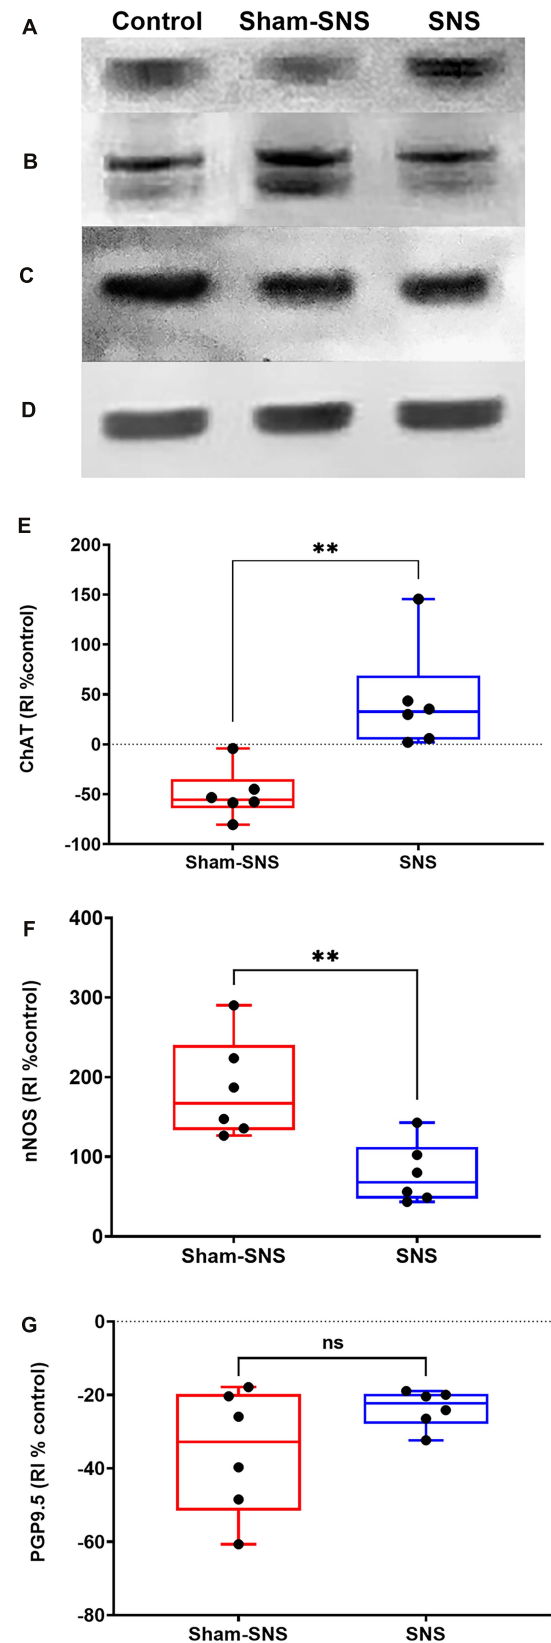 A Control Sham-SNS SNS
B
C
D
E
**
200
150
100
50
0
-50
-100
ChAT (RI %control)
Sham-SNS SNS
F
**
400
300
200
100
0
nNOS (RI %control)
Sham-SNS SNS
G
ns
0
-20
-40
-60
-80
PGP9.5 (RI % control)
Sham-SNS SNS